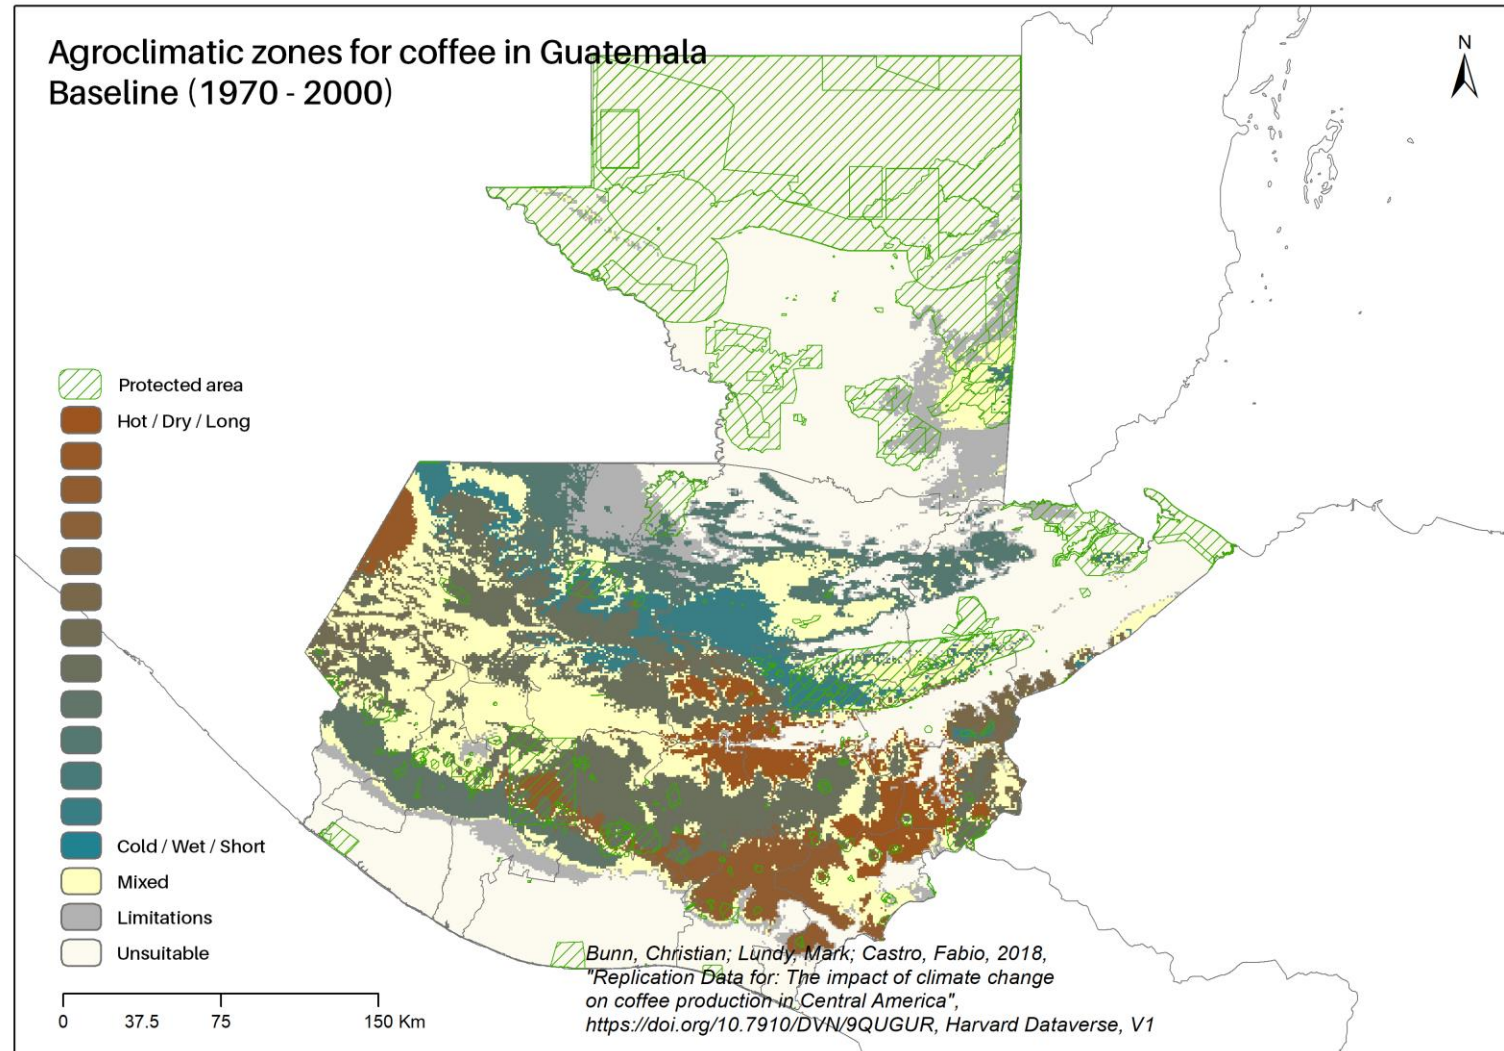 Agroclimatic zones for coffee in Guatemala
Baseline (1970 - 2000)
N
Protected area
Hot / Dry / Long
Cold / Wet / Short
Mixed
Limitations
Unsuitable
0 37.5 75 150 Km
Bunn, Christian; Lundy, Mark; Castro, Fabio, 2018,
"Replication Data for: The impact of climate change
on coffee production in Central America",
https://doi.org/10.7910/DVN/9QUGUR, Harvard Dataverse, V1